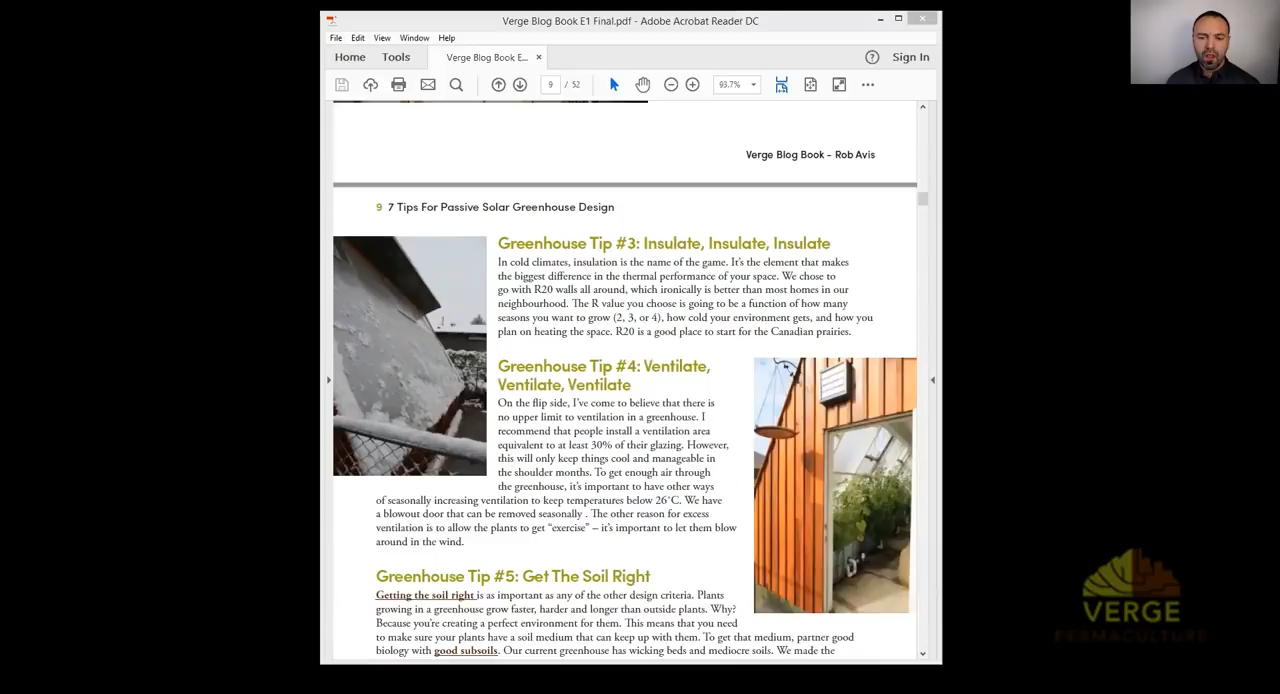 Verge Blog Book E1 Final.pdf - Adobe Acrobat Reader DC
File Edit View Window Help
Home Tools Verge Blog Book E... × Sign In
9 / 52 93.7%
Verge Blog Book - Rob Avis
9 7 Tips For Passive Solar Greenhouse Design
Greenhouse Tip #3: Insulate, Insulate, Insulate
In cold climates, insulation is the name of the game. It's the element that makes
the biggest difference in the thermal performance of your space. We chose to
go with R20 walls all around, which ironically is better than most homes in our
neighbourhood. The R value you choose is going to be a function of how many
seasons you want to grow (2, 3, or 4), how cold your environment gets, and how you
plan on heating the space. R20 is a good place to start for the Canadian prairies.
Greenhouse Tip #4: Ventilate,
Ventilate, Ventilate
On the flip side, I've come to believe that there is
no upper limit to ventilation in a greenhouse. I
recommend that people install a ventilation area
equivalent to at least 30% of their glazing. However,
this will only keep things cool and manageable in
the shoulder months. To get enough air through
the greenhouse, it's important to have other ways
of seasonally increasing ventilation to keep temperatures below 26°C. We have
a blowout door that can be removed seasonally . The other reason for excess
ventilation is to allow the plants to get "exercise" – it's important to let them blow
around in the wind.
Greenhouse Tip #5: Get The Soil Right
Getting the soil right is as important as any of the other design criteria. Plants
growing in a greenhouse grow faster, harder and longer than outside plants. Why?
Because you're creating a perfect environment for them. This means that you need
to make sure your plants have a soil medium that can keep up with them. To get that medium, partner good
biology with good subsoils. Our current greenhouse has wicking beds and mediocre soils. We made the
VERGE
PERMACULTURE